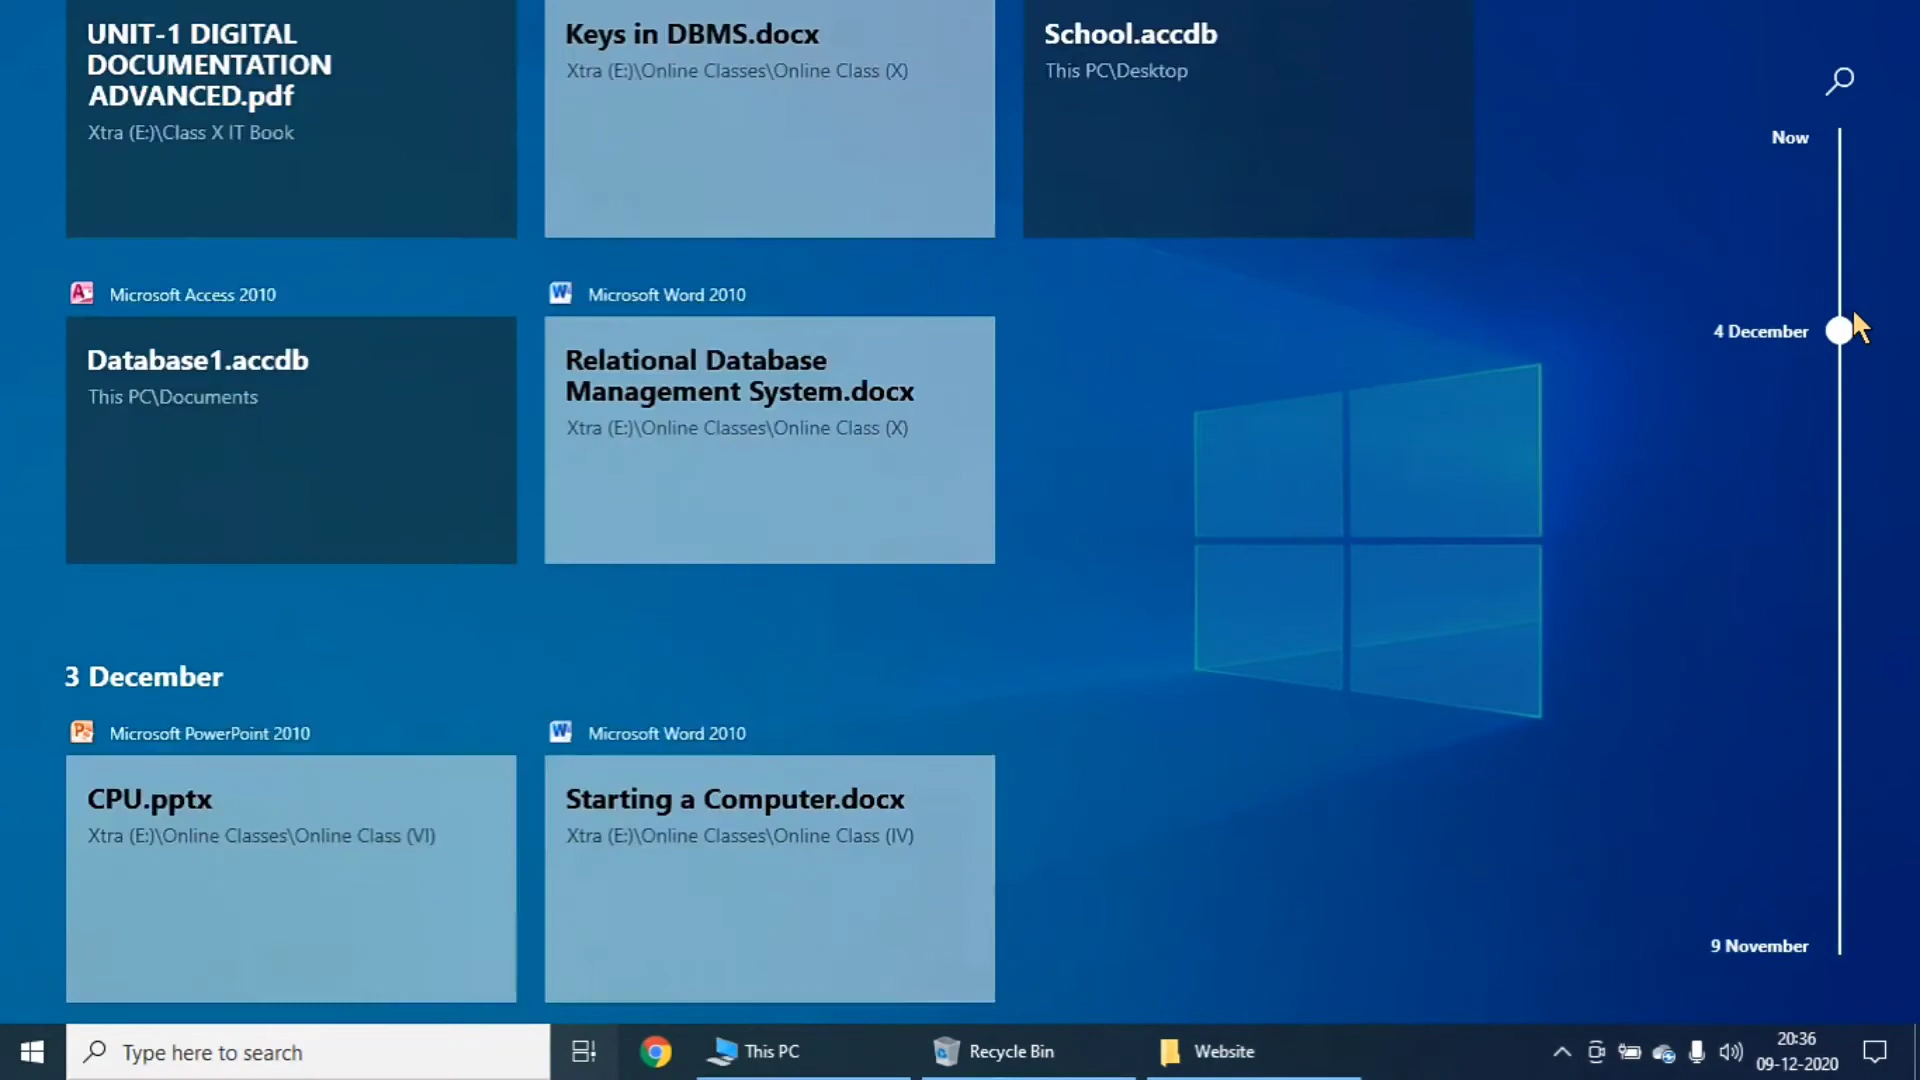 UNIT-1 DIGITAL
DOCUMENTATION
ADVANCED.pdf
Xtra (E:)\Class X IT Book
Keys in DBMS.docx
Xtra (E:)\Online Classes\Online Class (X)
School.accdb
This PC\Desktop
Now
4 December
9 November
Microsoft Access 2010
Database1.accdb
This PC\Documents
Microsoft Word 2010
Relational Database
Management System.docx
Xtra (E:)\Online Classes\Online Class (X)
3 December
Microsoft PowerPoint 2010
CPU.pptx
Xtra (E:)\Online Classes\Online Class (VI)
Microsoft Word 2010
Starting a Computer.docx
Xtra (E:)\Online Classes\Online Class (IV)
Type here to search
This PC
Recycle Bin
Website
20:36
09-12-2020